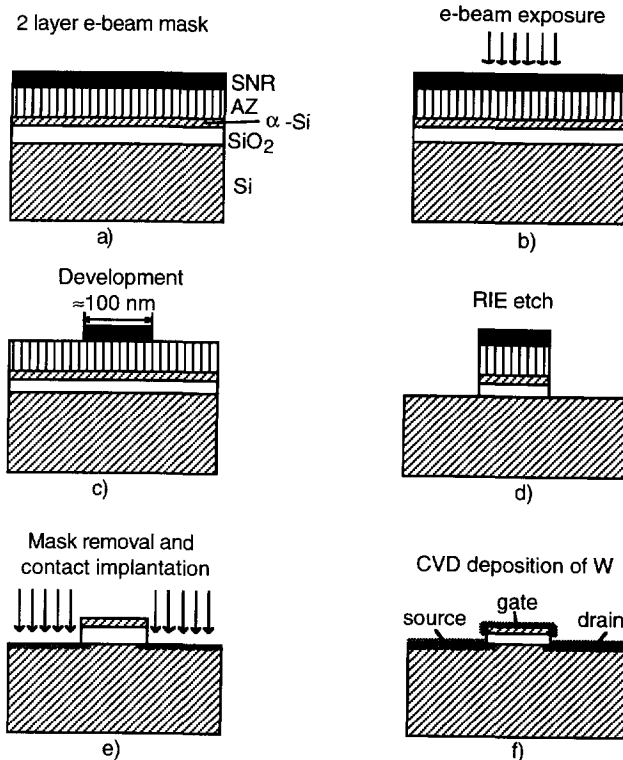 2 layer e-beam mask
SNR
AZ
α -Si
SiO₂
Si
a)
e-beam exposure
b)
Development
≈100 nm
c)
RIE etch
d)
Mask removal and
contact implantation
e)
CVD deposition of W
source
gate
drain
f)